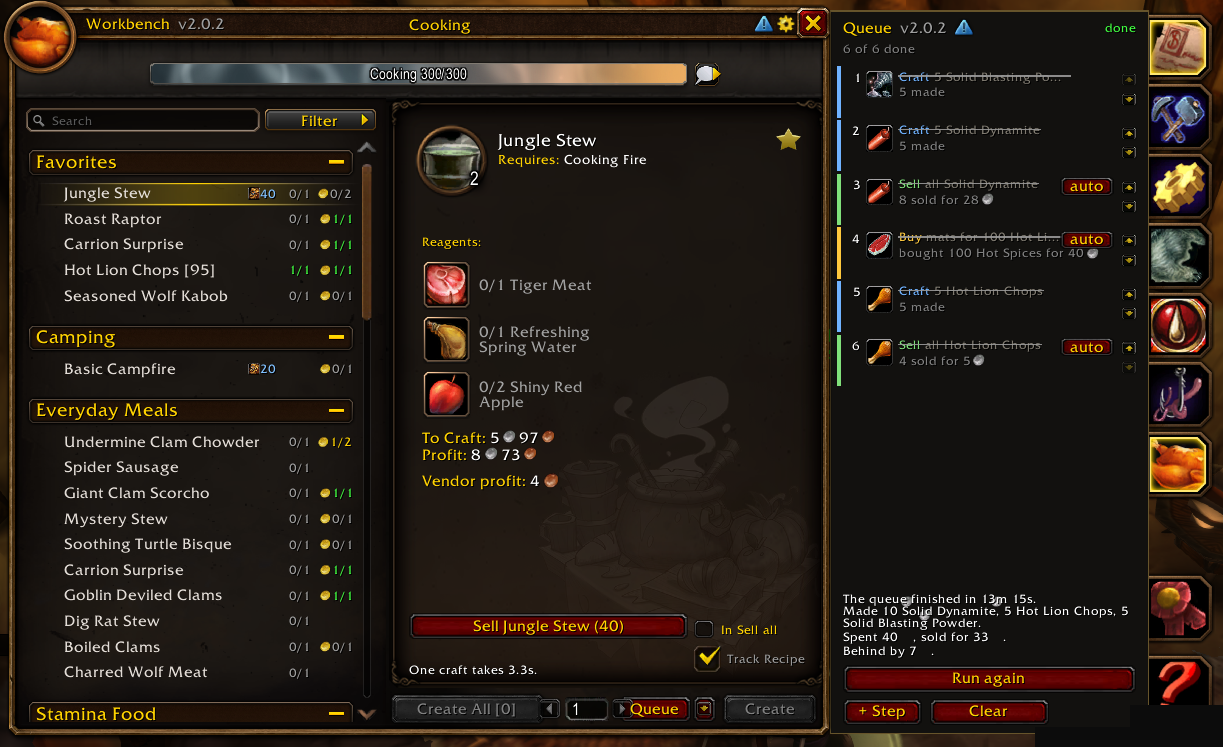 Workbench v2.0.2
Cooking
Cooking 300/300
Search
Filter
Favorites
Jungle Stew 40 0/1 0/2
Roast Raptor 0/1 1/1
Carrion Surprise 0/1 1/1
Hot Lion Chops [95] 1/1 1/1
Seasoned Wolf Kabob 0/1 0/1
Camping
Basic Campfire 20 0/1
Everyday Meals
Undermine Clam Chowder 0/1 1/2
Spider Sausage 0/1
Giant Clam Scorcho 0/1 1/1
Mystery Stew 0/1 0/1
Soothing Turtle Bisque 0/1 0/1
Carrion Surprise 0/1 1/1
Goblin Deviled Clams 0/1 1/1
Dig Rat Stew 0/1
Boiled Clams 0/1 0/1
Charred Wolf Meat 0/1
Stamina Food
2
Jungle Stew
Requires: Cooking Fire
Reagents:
0/1 Tiger Meat
0/1 Refreshing
Spring Water
0/2 Shiny Red
Apple
To Craft: 5 97
Profit: 8 73
Vendor profit: 4
Sell Jungle Stew (40)
In Sell all
Track Recipe
One craft takes 3.3s.
Create All [0]
1
Queue
Create
Queue v2.0.2
done
6 of 6 done
1 Craft 5 Solid Blasting Po...
5 made
2 Craft 5 Solid Dynamite
5 made
3 Sell all Solid Dynamite auto
8 sold for 28
4 Buy mats for 100 Hot Li... auto
bought 100 Hot Spices for 40
5 Craft 5 Hot Lion Chops
5 made
6 Sell all Hot Lion Chops auto
4 sold for 5
The queue finished in 13m 15s.
Made 10 Solid Dynamite, 5 Hot Lion Chops, 5
Solid Blasting Powder.
Spent 40 , sold for 33 .
Behind by 7 .
Run again
+ Step
Clear